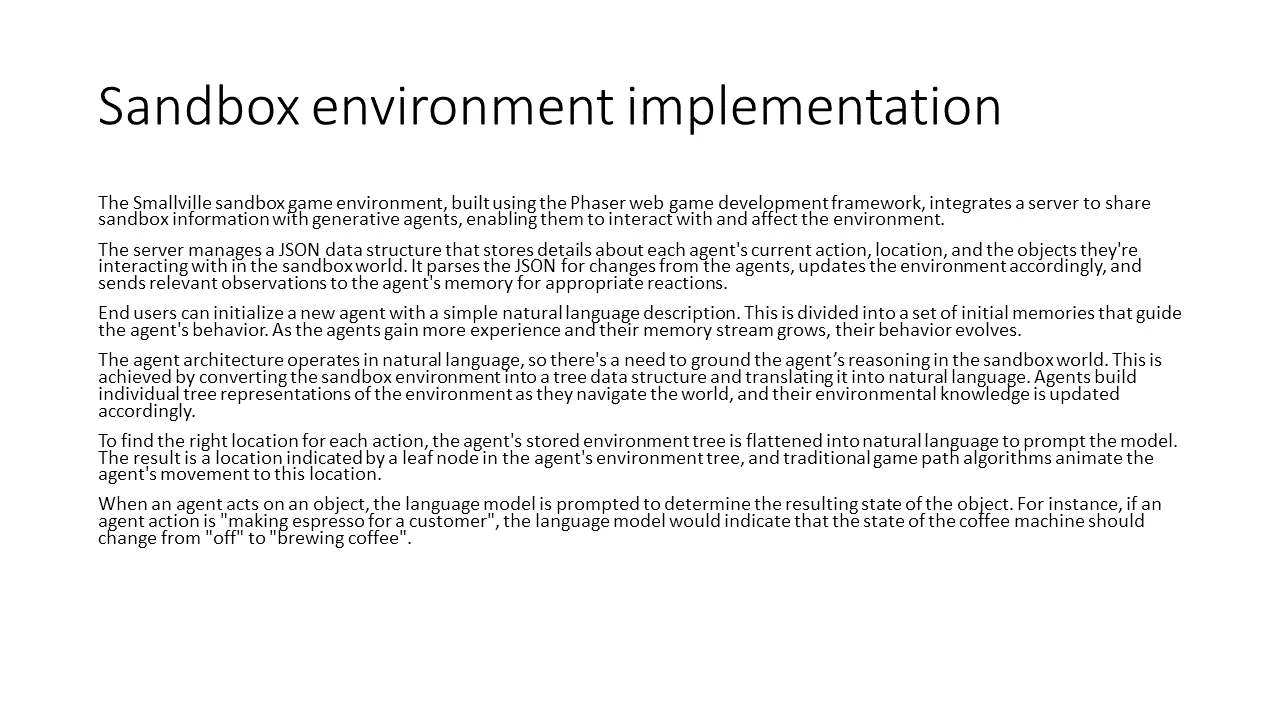 Sandbox environment implementation
The Smallville sandbox game environment, built using the Phaser web game development framework, integrates a server to share
sandbox information with generative agents, enabling them to interact with and affect the environment.
The server manages a JSON data structure that stores details about each agent's current action, location, and the objects they're
interacting with in the sandbox world. It parses the JSON for changes from the agents, updates the environment accordingly, and
sends relevant observations to the agent's memory for appropriate reactions.
End users can initialize a new agent with a simple natural language description. This is divided into a set of initial memories that guide
the agent's behavior. As the agents gain more experience and their memory stream grows, their behavior evolves.
The agent architecture operates in natural language, so there's a need to ground the agent’s reasoning in the sandbox world. This is
achieved by converting the sandbox environment into a tree data structure and translating it into natural language. Agents build
individual tree representations of the environment as they navigate the world, and their environmental knowledge is updated
accordingly.
To find the right location for each action, the agent's stored environment tree is flattened into natural language to prompt the model.
The result is a location indicated by a leaf node in the agent's environment tree, and traditional game path algorithms animate the
agent's movement to this location.
When an agent acts on an object, the language model is prompted to determine the resulting state of the object. For instance, if an
agent action is "making espresso for a customer", the language model would indicate that the state of the coffee machine should
change from "off" to "brewing coffee".